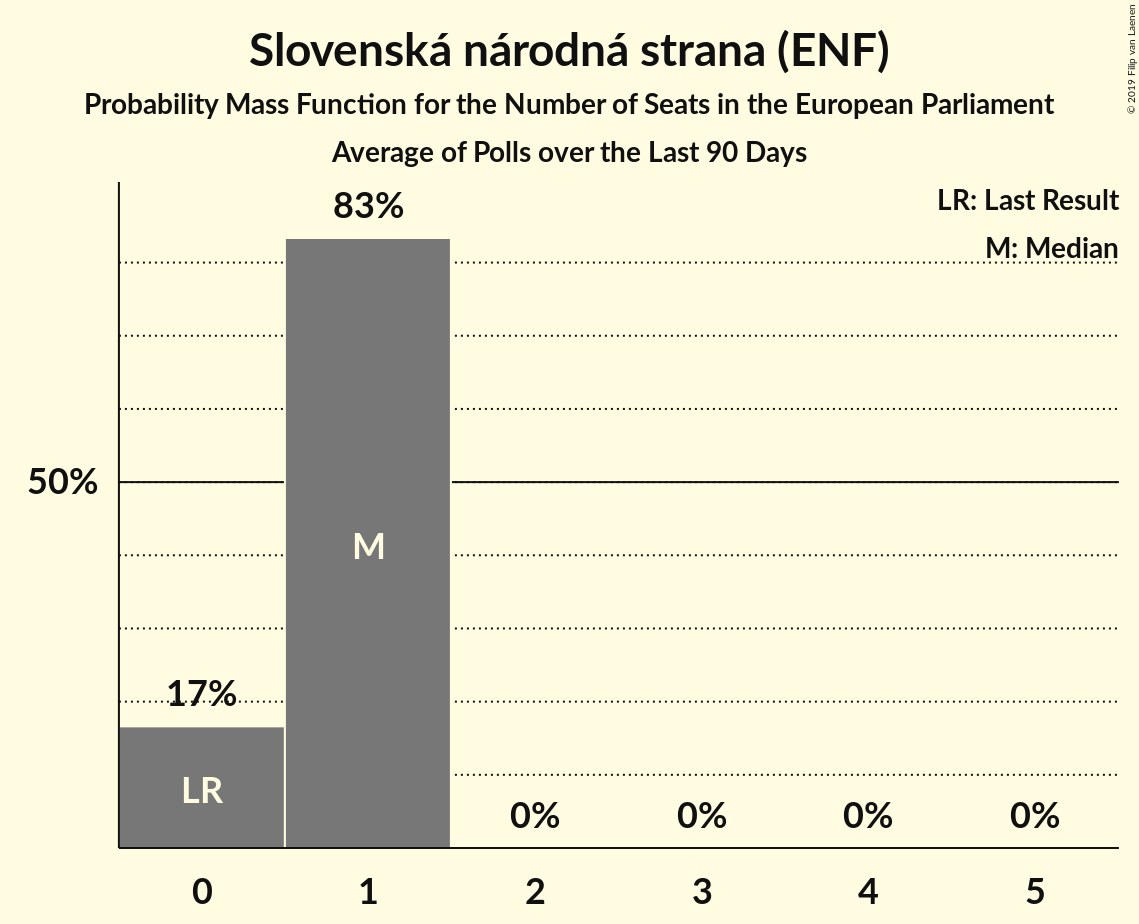 Slovenská národná strana (ENF)
Probability Mass Function for the Number of Seats in the European Parliament
Average of Polls over the Last 90 Days
© 2019 Filip van Laenen
LR: Last Result
M: Median
83%
50%
M
17%
LR
0% 0% 0% 0%
0 1 2 3 4 5